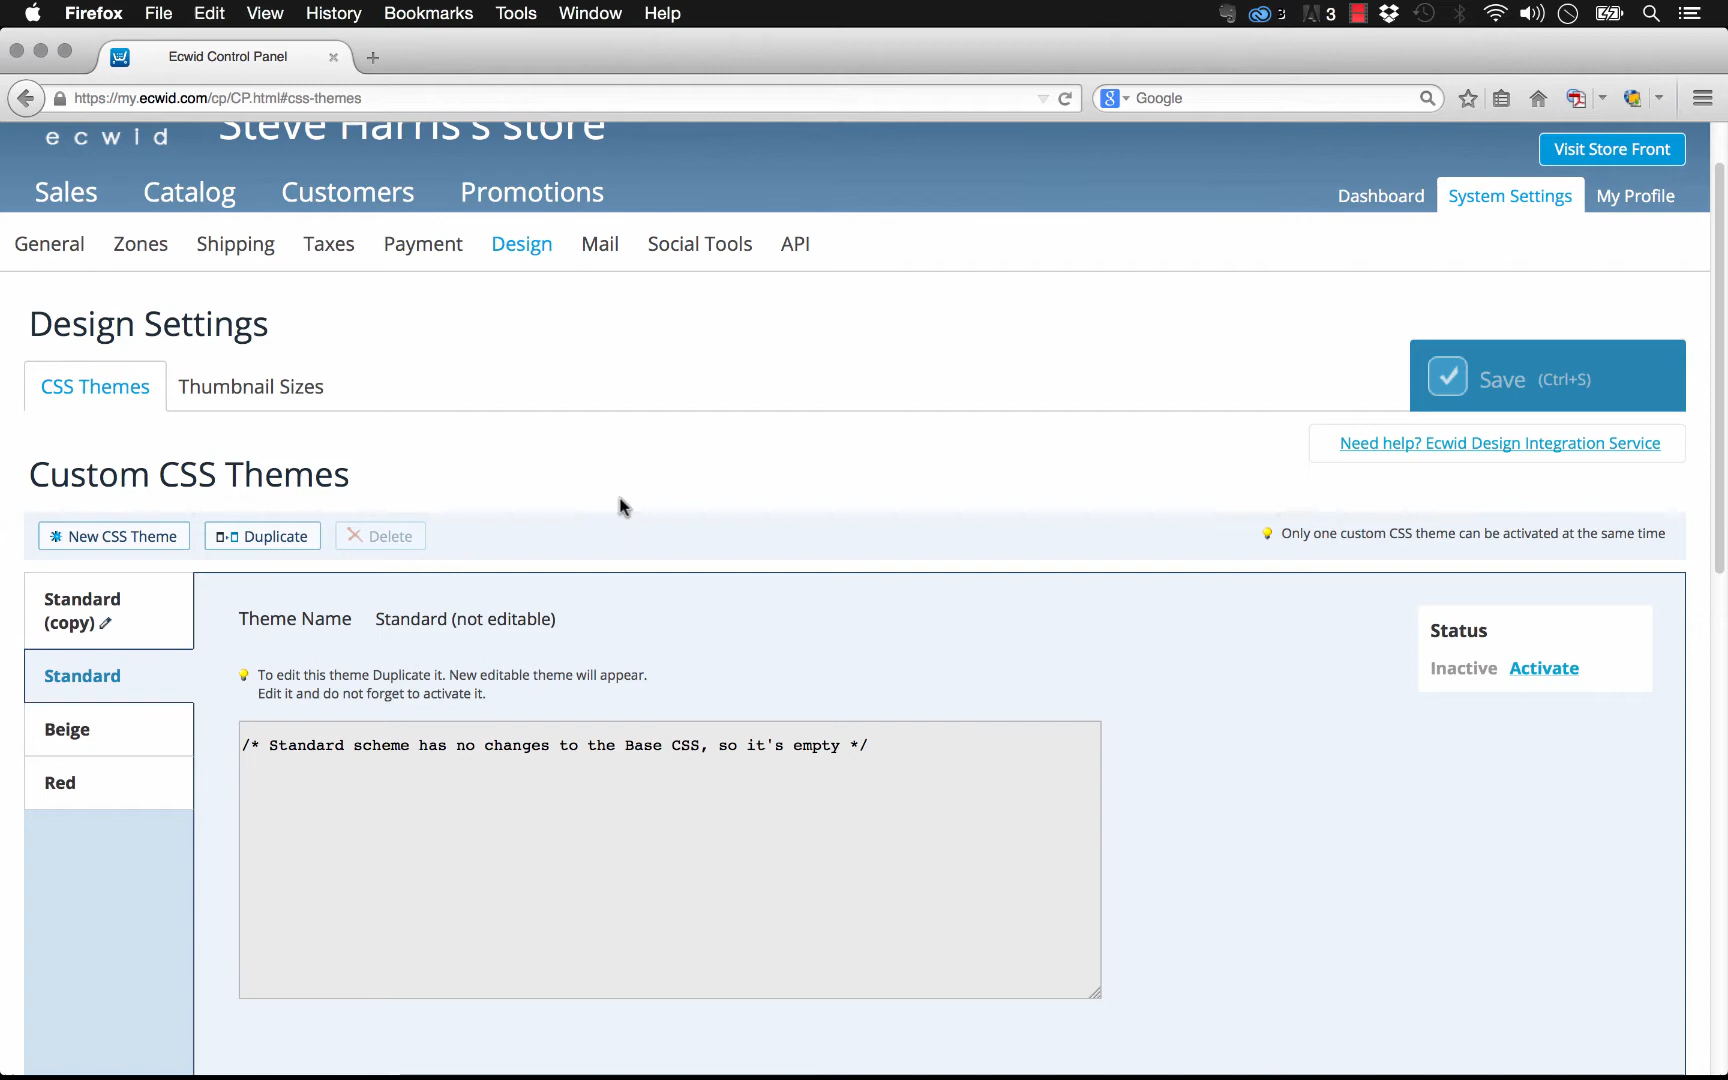 Firefox File Edit View History Bookmarks Tools Window Help 3 3
Ecwid Control Panel
https://my.ecwid.com/cp/CP.html#css-themes
Google
ecwid
Steve Harris's store
Visit Store Front
Sales Catalog Customers Promotions
Dashboard System Settings My Profile
General Zones Shipping Taxes Payment Design Mail Social Tools API
Design Settings
CSS Themes Thumbnail Sizes
Save (Ctrl+S)
Need help? Ecwid Design Integration Service
Custom CSS Themes
New CSS Theme Duplicate Delete
Only one custom CSS theme can be activated at the same time
Standard
(copy)
Standard
Beige
Red
Theme Name Standard (not editable)
To edit this theme Duplicate it. New editable theme will appear.
Edit it and do not forget to activate it.
/* Standard scheme has no changes to the Base CSS, so it's empty */
Status
Inactive Activate